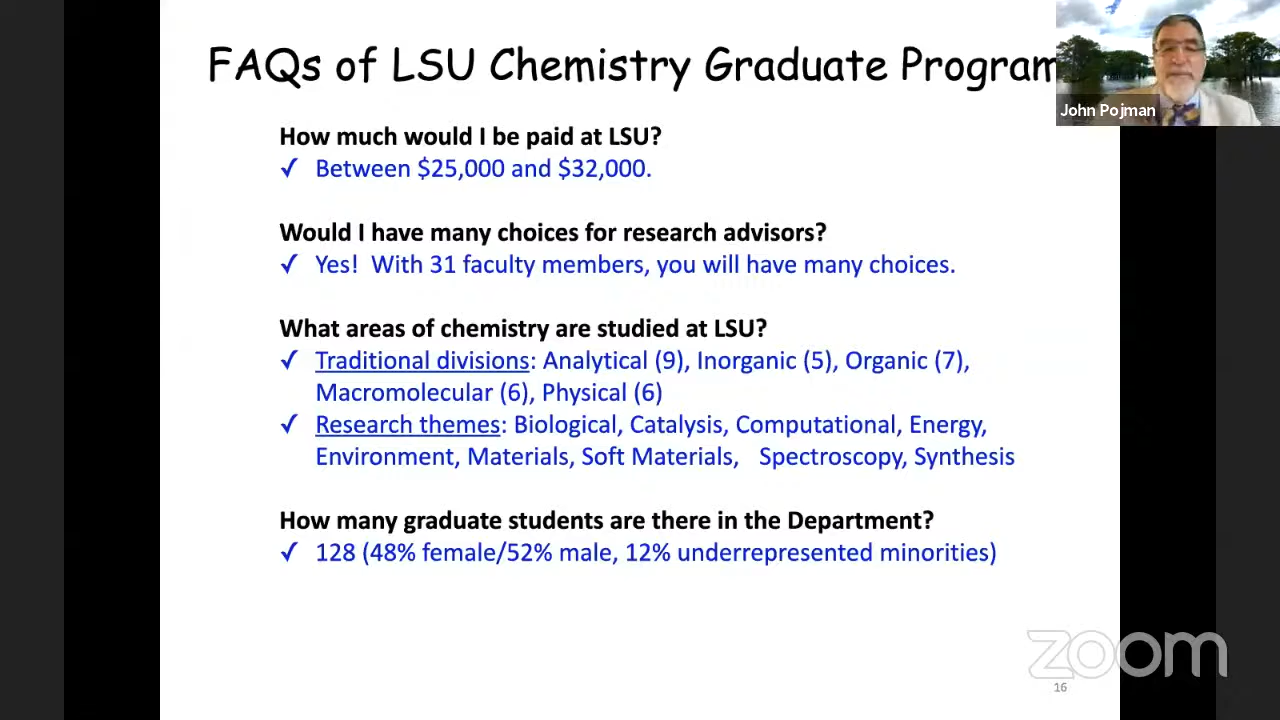 FAQs of LSU Chemistry Graduate Program
John Pojman
How much would I be paid at LSU?
✓ Between $25,000 and $32,000.
Would I have many choices for research advisors?
✓ Yes! With 31 faculty members, you will have many choices.
What areas of chemistry are studied at LSU?
✓ Traditional divisions: Analytical (9), Inorganic (5), Organic (7),
Macromolecular (6), Physical (6)
✓ Research themes: Biological, Catalysis, Computational, Energy,
Environment, Materials, Soft Materials, Spectroscopy, Synthesis
How many graduate students are there in the Department?
✓ 128 (48% female/52% male, 12% underrepresented minorities)
zoom
16